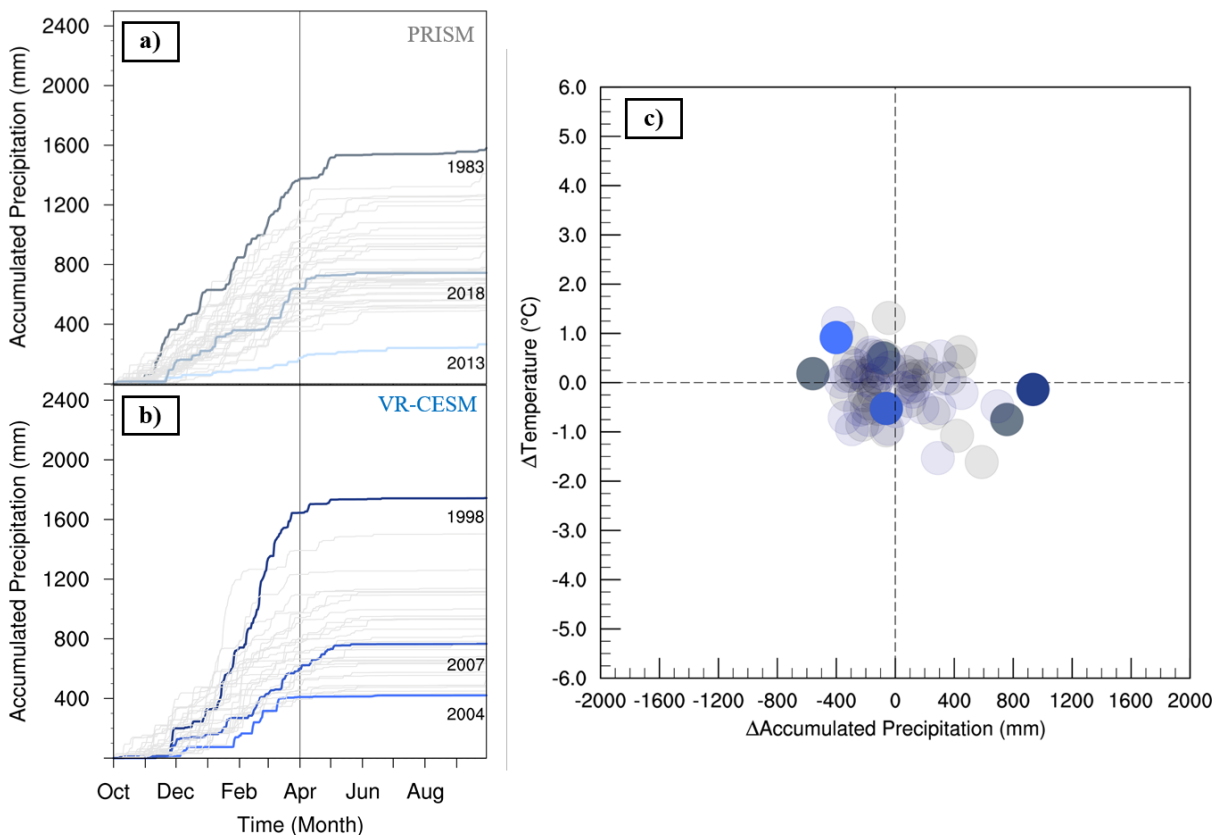 a)
PRISM
2400
2000
1600
1200
800
400
Accumulated Precipitation (mm)
1983
2018
2013
b)
VR-CESM
2400
2000
1600
1200
800
400
Accumulated Precipitation (mm)
1998
2007
2004
Oct Dec Feb Apr Jun Aug
Time (Month)
c)
6.0
5.0
4.0
3.0
2.0
1.0
0.0
-1.0
-2.0
-3.0
-4.0
-5.0
-6.0
ΔTemperature (°C)
-2000 -1600 -1200 -800 -400 0 400 800 1200 1600 2000
ΔAccumulated Precipitation (mm)